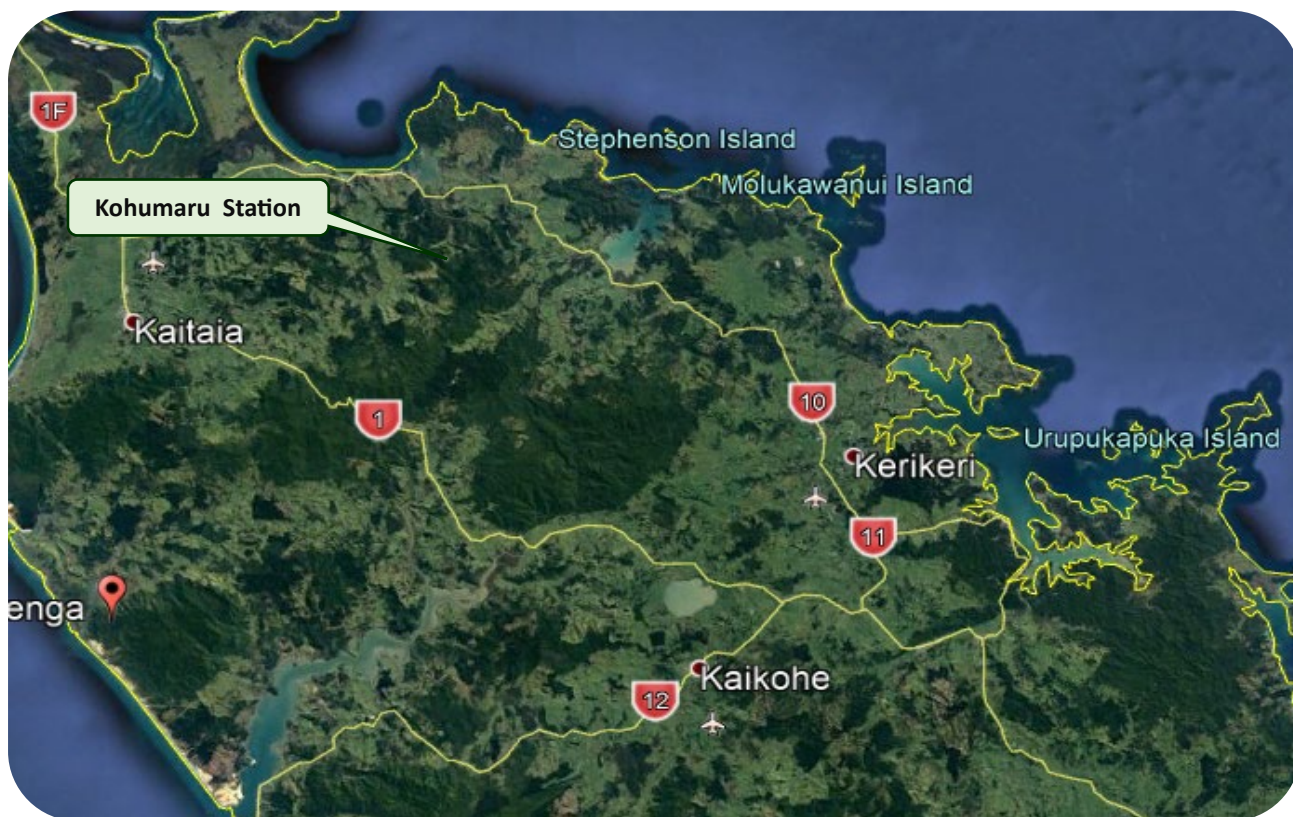 1F
Stephenson Island
Molukawanui Island
Kohumaru Station
Kaitaia
1
10
Urupukapuka Island
Kerikeri
11
enga
Kaikohe
12